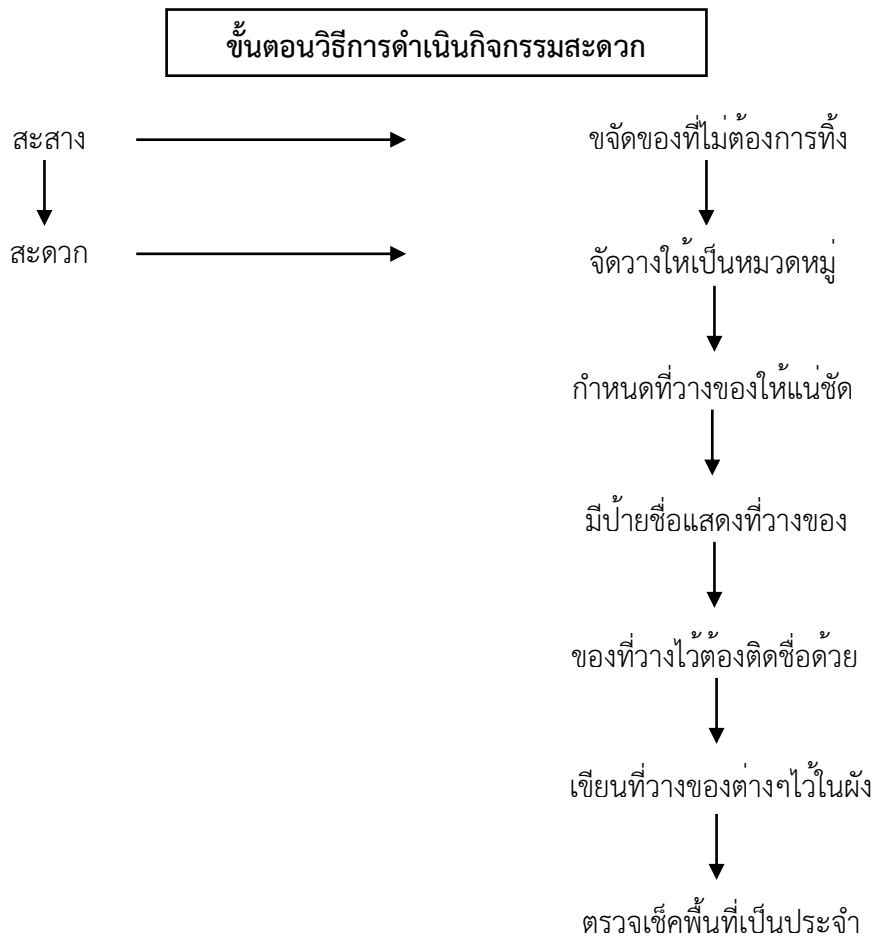 ขั้นตอนวิธีการดำเนินกิจกรรมสะดวก
สะสาง ขจัดของที่ไม่ต้องการทิ้ง
สะดวก จัดวางให้เป็นหมวดหมู่
กำหนดที่วางของให้แน่ชัด
มีป้ายชื่อแสดงที่วางของ
ของที่วางไว้ต้องติดชื่อด้วย
เขียนที่วางของต่างๆไว้ในผัง
ตรวจเช็คพื้นที่เป็นประจำ